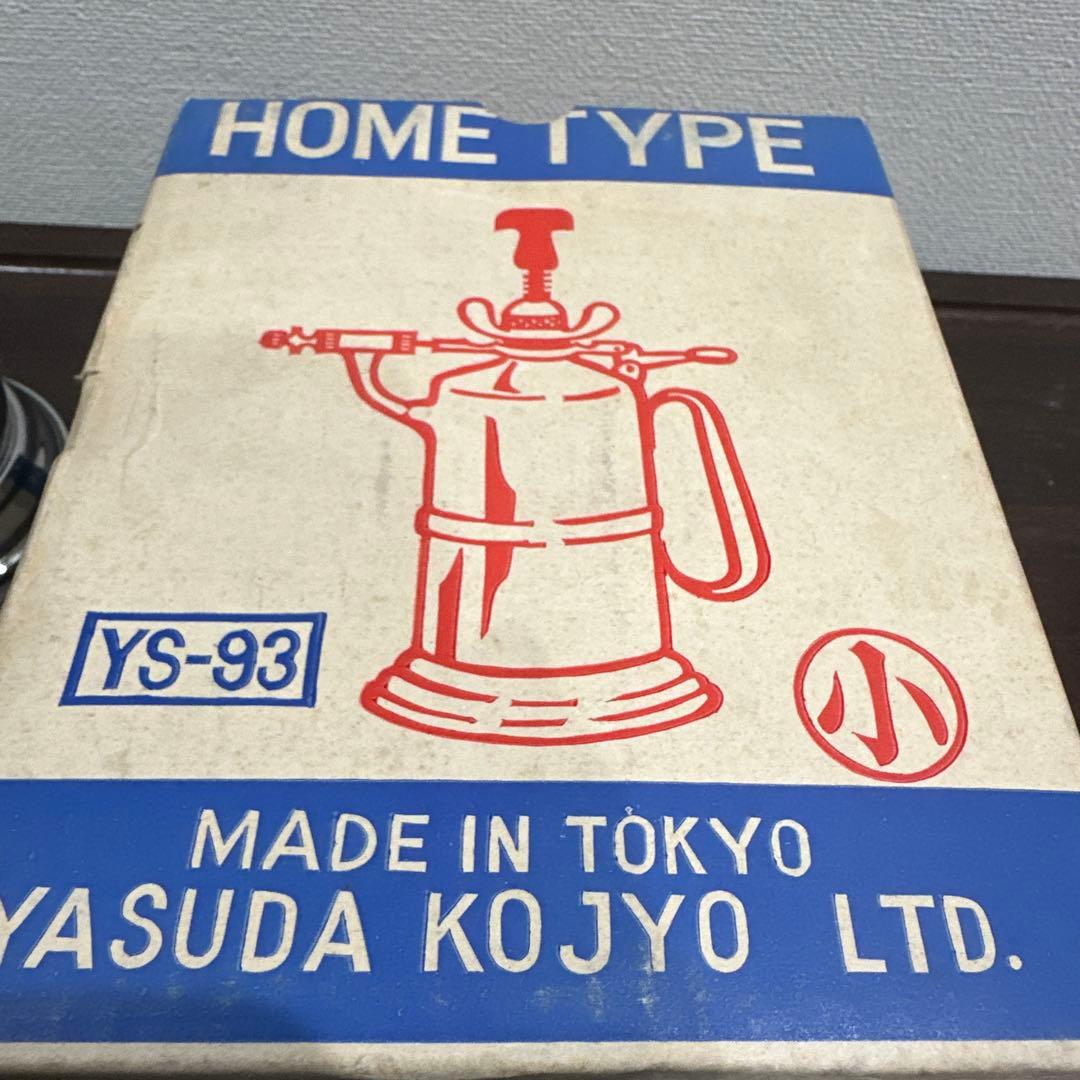 HOME TYPE
YS-93
小
MADE IN TOKYO
YASUDA KOJYO LTD.